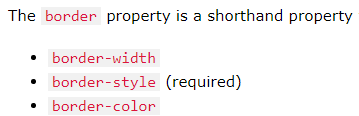 The border property is a shorthand property
• border-width
• border-style (required)
• border-color